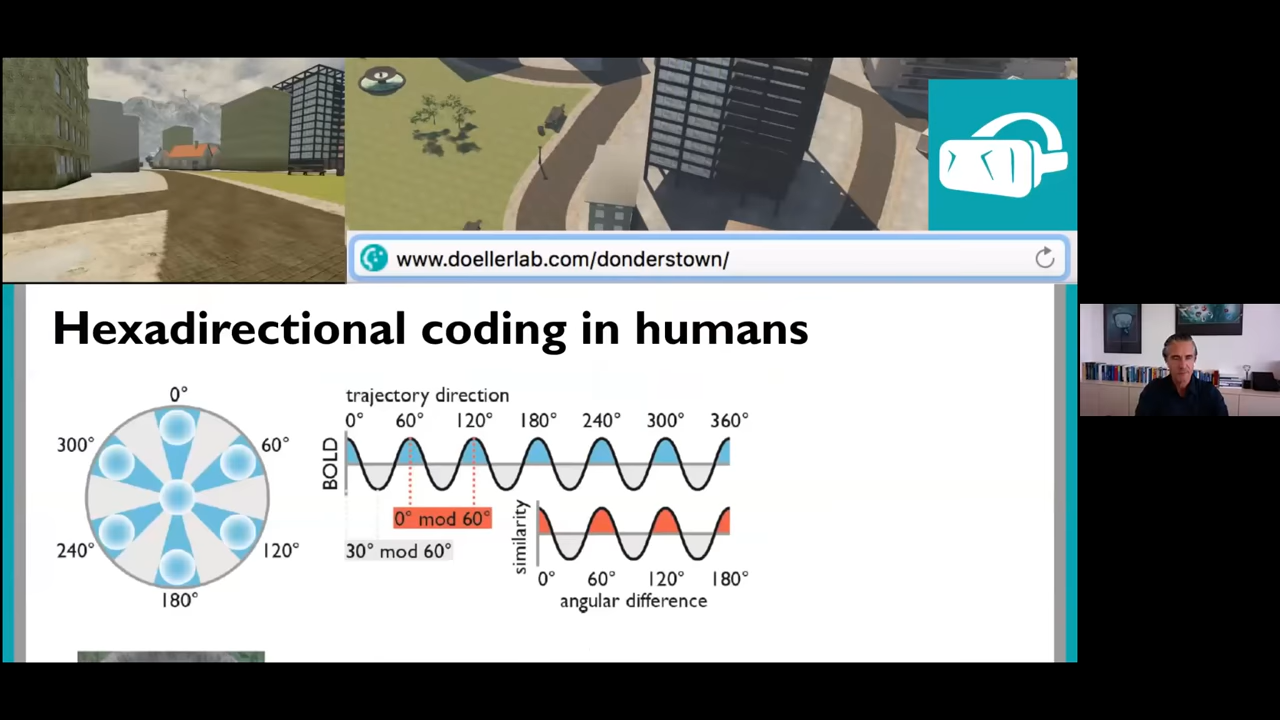 www.doellerlab.com/donderstown/
Hexadirectional coding in humans
0°
60°
120°
180°
240°
300°
trajectory direction
0° 60° 120° 180° 240° 300° 360°
BOLD
0° mod 60°
30° mod 60°
similarity
0° 60° 120° 180°
angular difference